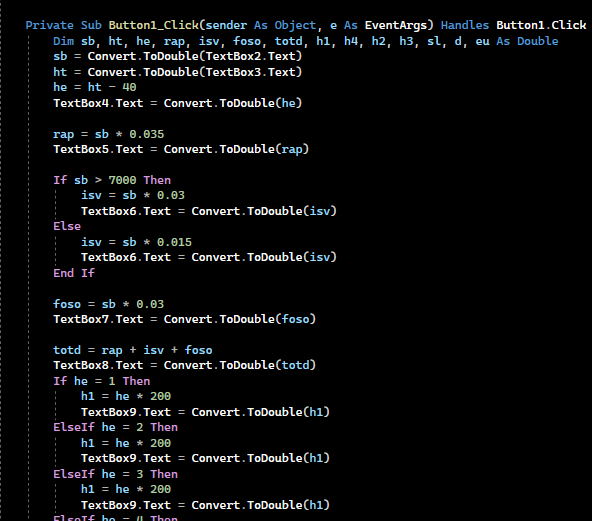 Private Sub Button1_Click(sender As Object, e As EventArgs) Handles Button1.Click
Dim sb, ht, he, rap, isv, foso, totd, h1, h4, h2, h3, sl, d, eu As Double
sb = Convert.ToDouble(TextBox2.Text)
ht = Convert.ToDouble(TextBox3.Text)
he = ht - 40
TextBox4.Text = Convert.ToDouble(he)
rap = sb * 0.035
TextBox5.Text = Convert.ToDouble(rap)
If sb > 7000 Then
isv = sb * 0.03
TextBox6.Text = Convert.ToDouble(isv)
Else
isv = sb * 0.015
TextBox6.Text = Convert.ToDouble(isv)
End If
foso = sb * 0.03
TextBox7.Text = Convert.ToDouble(foso)
totd = rap + isv + foso
TextBox8.Text = Convert.ToDouble(totd)
If he = 1 Then
h1 = he * 200
TextBox9.Text = Convert.ToDouble(h1)
ElseIf he = 2 Then
h1 = he * 200
TextBox9.Text = Convert.ToDouble(h1)
ElseIf he = 3 Then
h1 = he * 200
TextBox9.Text = Convert.ToDouble(h1)
ElseIf he = 4 Then